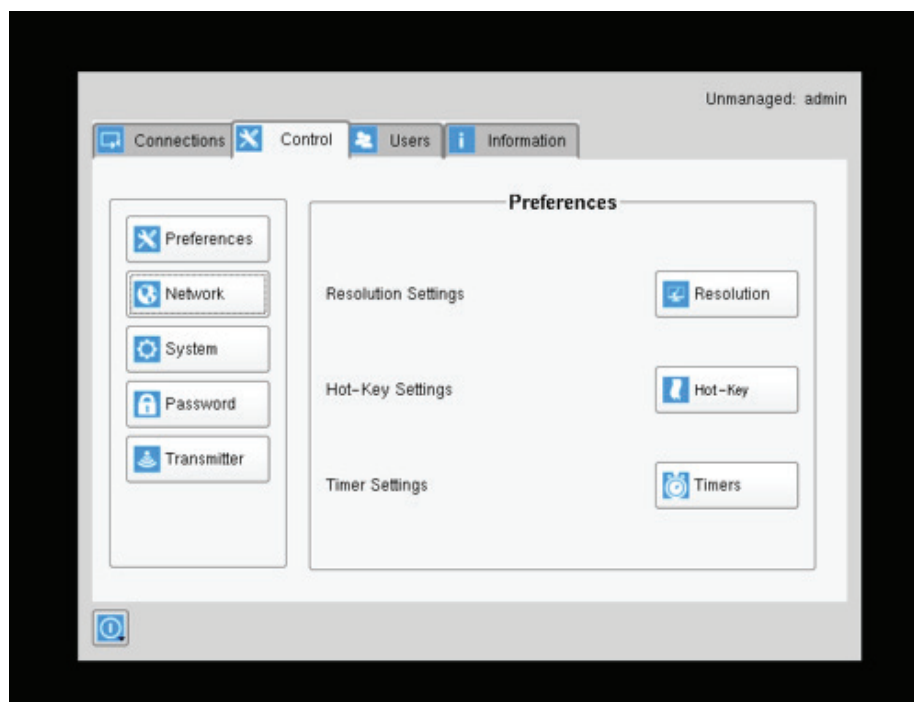 Unmanaged: admin
Connections
Control
Users
Information
Preferences
Network
System
Password
Transmitter
Preferences
Resolution Settings
Resolution
Hot-Key Settings
Hot-Key
Timer Settings
Timers